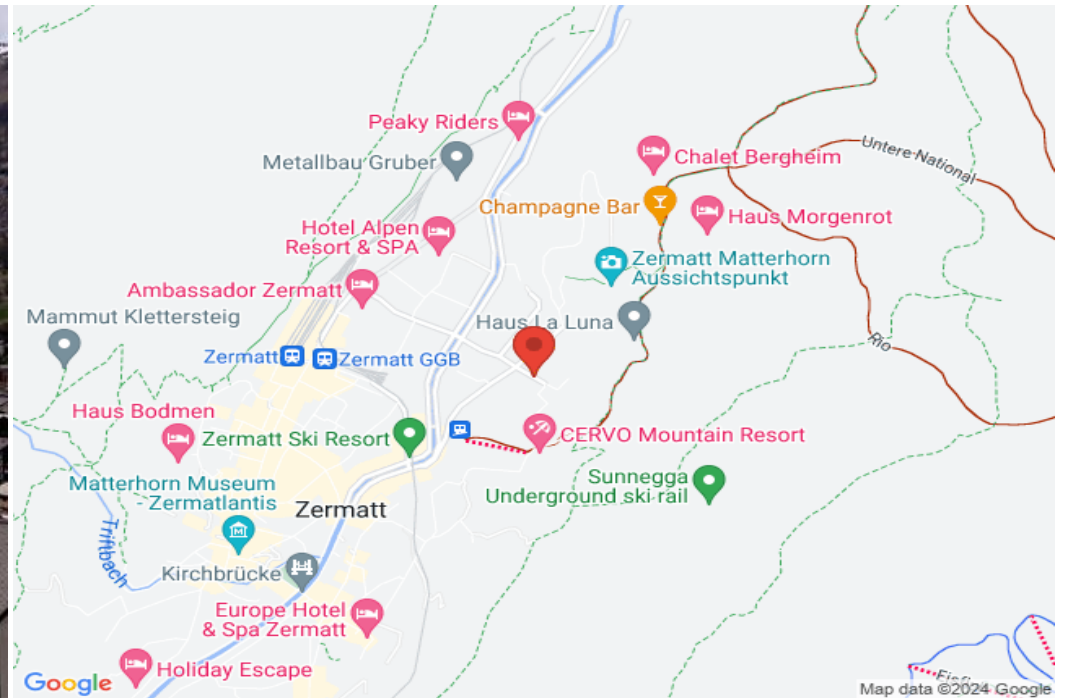 Peaky Riders
Metallbau Gruber
Chalet Bergheim
Untere National
Champagne Bar
Haus Morgenrot
Hotel Alpen
Resort & SPA
Zermatt Matterhorn
Aussichtspunkt
Ambassador Zermatt
Mammut Klettersteig
Haus La Luna
Rio
Zermatt
Zermatt GGB
Haus Bodmen
Zermatt Ski Resort
CERVO Mountain Resort
Sunnegga
Underground ski rail
Matterhorn Museum
- Zermatlantis
Zermatt
Triftbach
Kirchbrücke
Europe Hotel
& Spa Zermatt
Holiday Escape
Google
Map data ©2024 Google